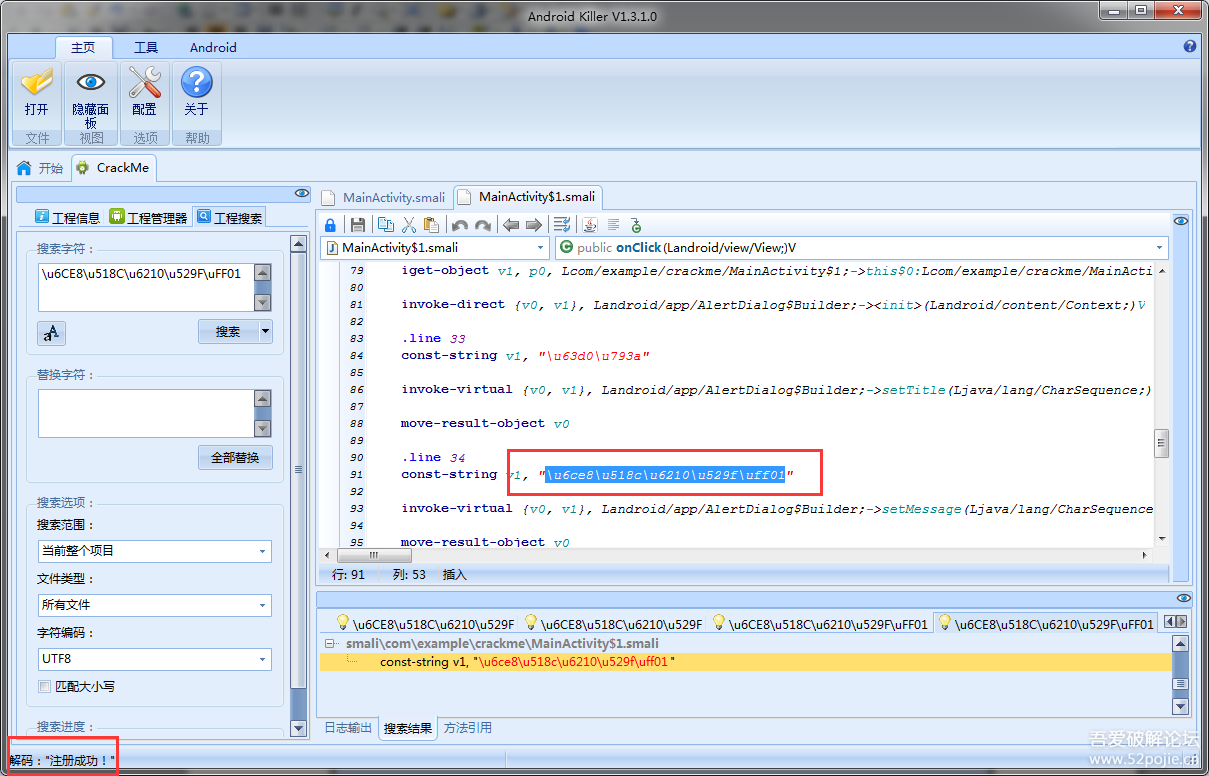 Android Killer V1.3.1.0
主页 工具 Android
打开 隐藏面板 配置 关于
文件 视图 选项 帮助
开始 CrackMe
工程信息 工程管理器 工程搜索
搜索字符：
\u6CE8\u518C\u6210\u529F\uFF01
搜索
替换字符：
全部替换
搜索选项：
搜索范围：
当前整个项目
文件类型：
所有文件
字符编码：
UTF8
匹配大小写
搜索进度：
MainActivity.smali MainActivity$1.smali
MainActivity$1.smali public onClick(Landroid/view/View;)V
79 iget-object v1, p0, Lcom/example/crackme/MainActivity$1;->this$0:Lcom/example/crackme/MainActi
80
81 invoke-direct {v0, v1}, Landroid/app/AlertDialog$Builder;-><init>(Landroid/content/Context;)V
82
83 .line 33
84 const-string v1, "\u63d0\u793a"
85
86 invoke-virtual {v0, v1}, Landroid/app/AlertDialog$Builder;->setTitle(Ljava/lang/CharSequence;)
87
88 move-result-object v0
89
90 .line 34
91 const-string v1, "\u6ce8\u518c\u6210\u529f\uff01"
92
93 invoke-virtual {v0, v1}, Landroid/app/AlertDialog$Builder;->setMessage(Ljava/lang/CharSequence
94
95 move-result-object v0
行: 91 列: 53 插入
\u6CE8\u518C\u6210\u529F \u6CE8\u518C\u6210\u529F \u6CE8\u518C\u6210\u529F\uFF01 \u6CE8\u518C\u6210\u529F\uFF01
smali\com\example\crackme\MainActivity$1.smali
const-string v1, "\u6ce8\u518c\u6210\u529f\uff01"
日志输出 搜索结果 方法引用
解码："注册成功！"
吾爱破解论坛
www.52pojie.cn